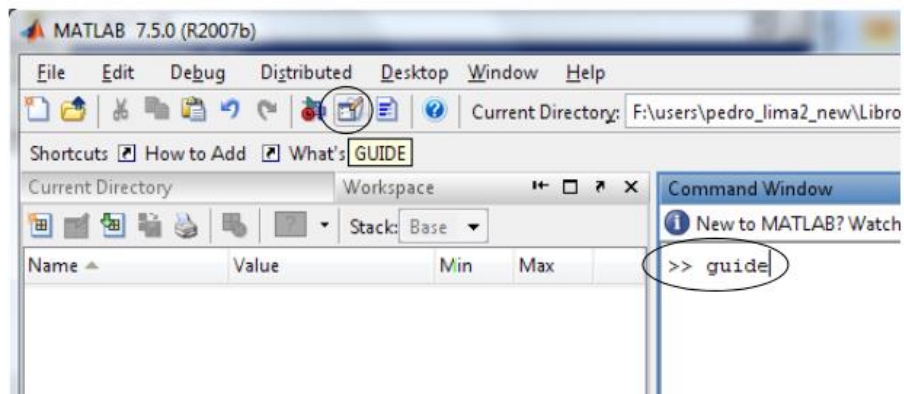 MATLAB 7.5.0 (R2007b)
File Edit Debug Distributed Desktop Window Help
Current Directory: F:\users\pedro_lima2_new\Libro
Shortcuts How to Add What's GUIDE
Current Directory Workspace
Stack: Base
Name Value Min Max
Command Window
New to MATLAB? Watch
>> guide